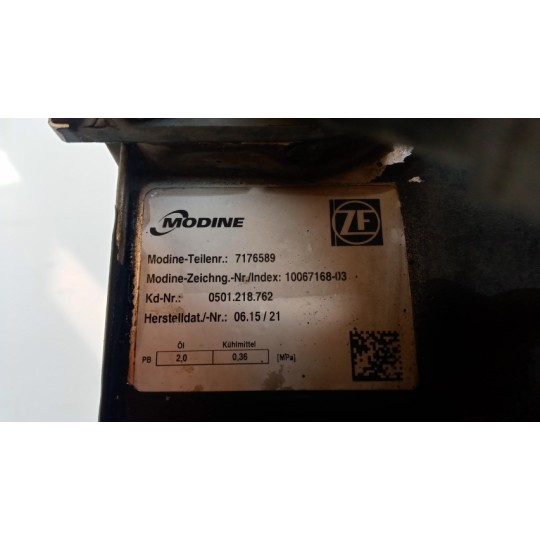 MODINE
ZF
Modine-Teilenr.: 7176589
Modine-Zeichng.-Nr./Index: 10067168-03
Kd-Nr.: 0501.218.762
Herstelldat./-Nr.: 06.15 / 21
Öl Kühlmittel
PB 2,0 0,36 [MPa]